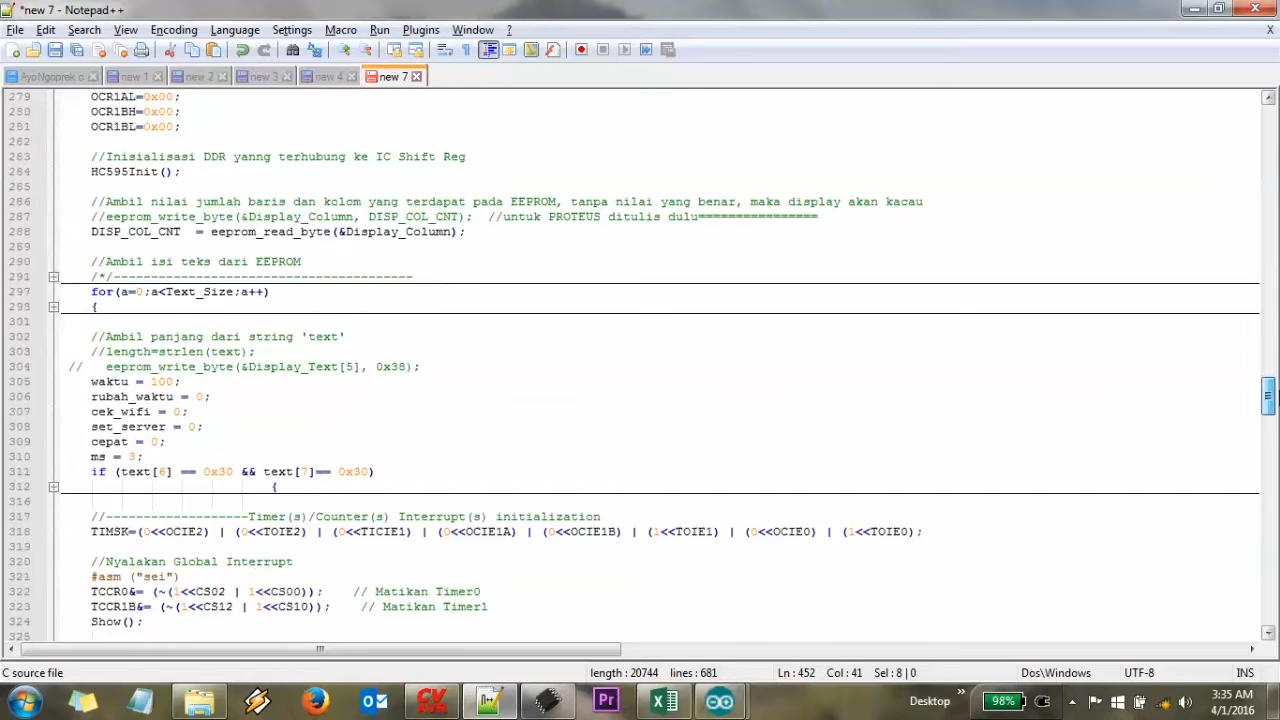 *new 7 - Notepad++
File Edit Search View Encoding Language Settings Macro Run Plugins Window ? X
AyoNgoprek c new 1 new 2 new 3 new 4 new 7
279 OCR1AL=0x00;
280 OCR1BH=0x00;
281 OCR1BL=0x00;
282
283 //Inisialisasi DDR yanng terhubung ke IC Shift Reg
284 HC595Init();
285
286 //Ambil nilai jumlah baris dan kolom yang terdapat pada EEPROM, tanpa nilai yang benar, maka display akan kacau
287 //eeprom_write_byte(&Display_Column, DISP_COL_CNT); //untuk PROTEUS ditulis dulu================
288 DISP_COL_CNT = eeprom_read_byte(&Display_Column);
289
290 //Ambil isi teks dari EEPROM
291 /*/----------------------------------------
297 for(a=0;a<Text_Size;a++)
298 {
301
302 //Ambil panjang dari string 'text'
303 //length=strlen(text);
304 // eeprom_write_byte(&Display_Text[5], 0x38);
305 waktu = 100;
306 rubah_waktu = 0;
307 cek_wifi = 0;
308 set_server = 0;
309 cepat = 0;
310 ms = 3;
311 if (text[6] == 0x30 && text[7]== 0x30)
312 {
316
317 //-------------------Timer(s)/Counter(s) Interrupt(s) initialization
318 TIMSK=(0<<OCIE2) | (0<<TOIE2) | (0<<TICIE1) | (0<<OCIE1A) | (0<<OCIE1B) | (1<<TOIE1) | (0<<OCIE0) | (1<<TOIE0);
319
320 //Nyalakan Global Interrupt
321 #asm ("sei")
322 TCCR0&= (~(1<<CS02 | 1<<CS00)); // Matikan Timer0
323 TCCR1B&= (~(1<<CS12 | 1<<CS10)); // Matikan Timer1
324 Show();
325
C source file length : 20744 lines : 681 Ln : 452 Col : 41 Sel : 8 | 0 Dos\Windows UTF-8 INS
CV AVR Pr Desktop » 98% 3:35 AM
4/1/2016